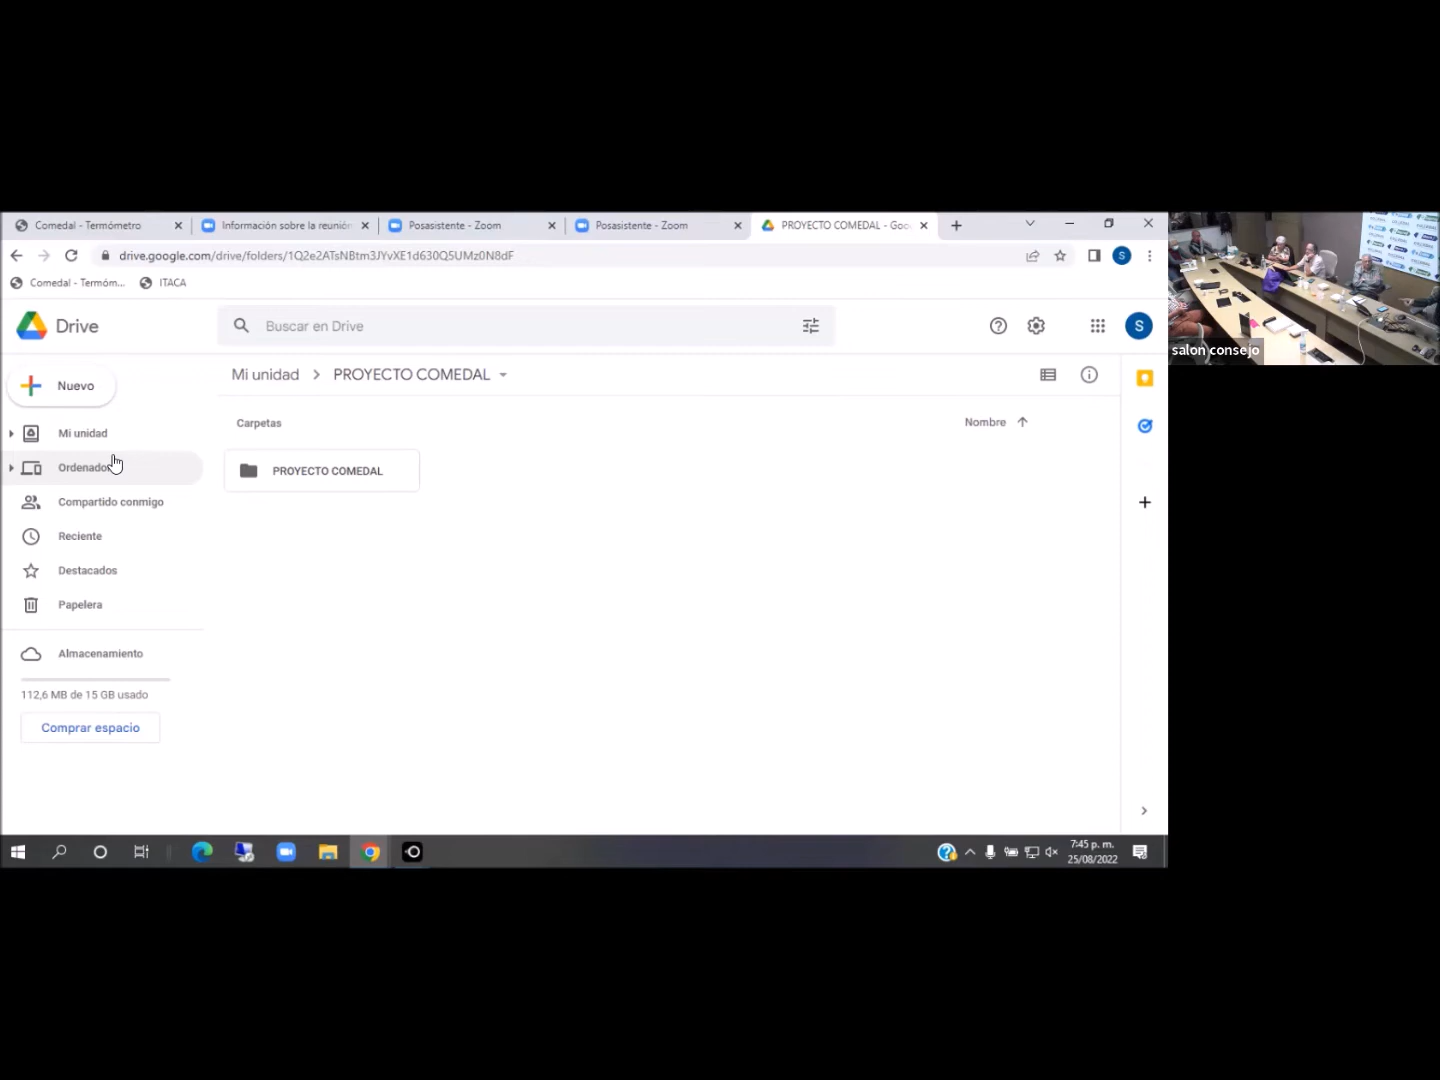 Comedal - Termómetro
Información sobre la reunión
Posasistente - Zoom
Posasistente - Zoom
PROYECTO COMEDAL - Goo
drive.google.com/drive/folders/1Q2e2ATsNBtm3JYvXE1d630Q5UMz0N8dF
S
Comedal - Termóm...
ITACA
Drive
Buscar en Drive
S
Nuevo
Mi unidad
PROYECTO COMEDAL
Carpetas
Nombre
Mi unidad
PROYECTO COMEDAL
Ordenado
Compartido conmigo
Reciente
Destacados
Papelera
Almacenamiento
112,6 MB de 15 GB usado
Comprar espacio
7:45 p. m.
25/08/2022
salon consejo